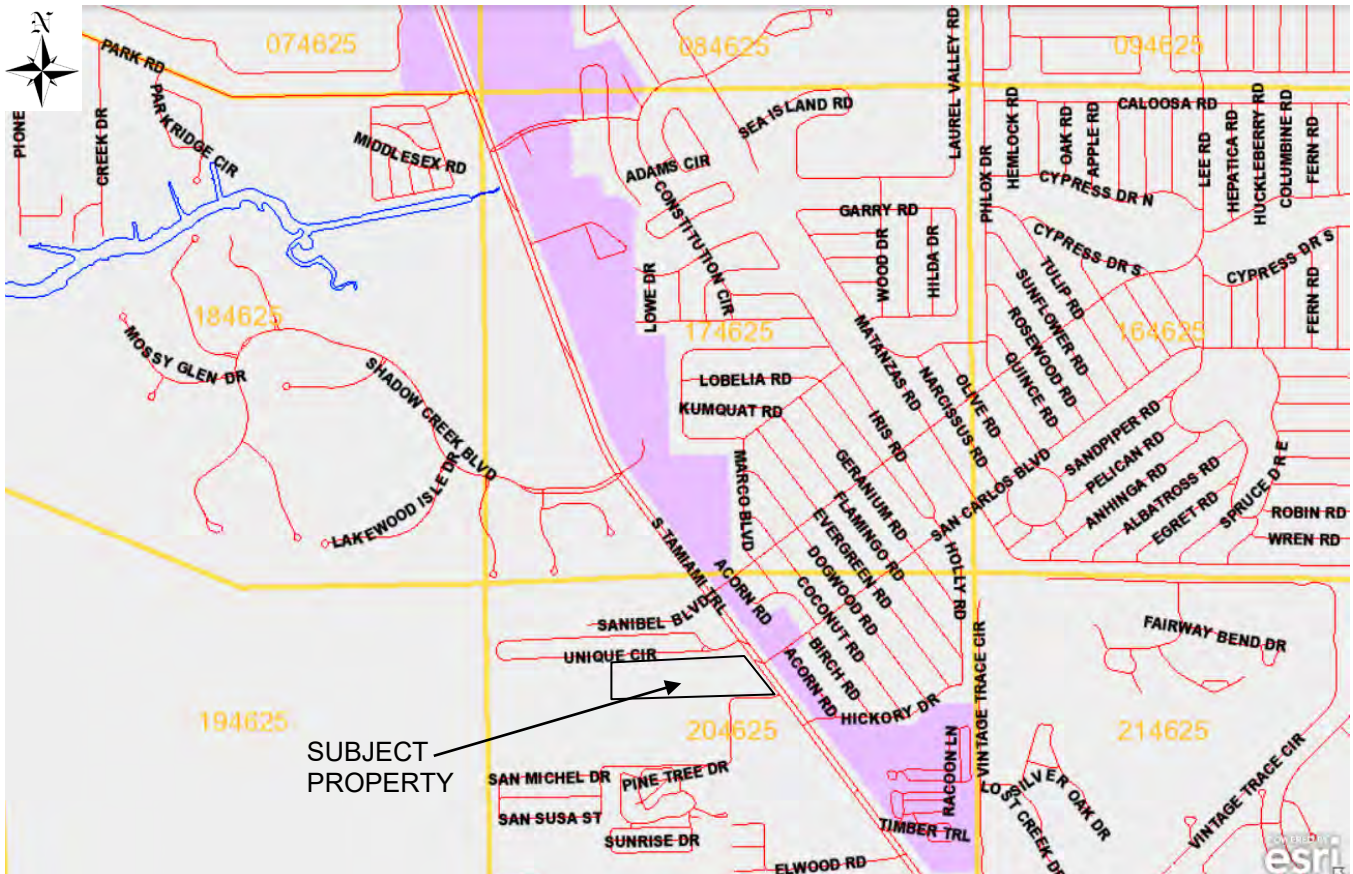 N
074625
084625
094625
PARK RD
PARKRIDGE CIR
PIONE
CREEK DR
MIDDLESEX RD
SEA ISLAND RD
LAUREL VALLEY RD
ADAMS CIR
CONSTITUTION CIR
PHLOX DR
HEMLOCK RD
OAK RD
APPLE RD
CALOOSA RD
LEE RD
HEPATICA RD
HUCKLEBERRY RD
COLUMBINE RD
FERN RD
CYPRESS DR N
GARRY RD
WOOD DR
HILDA DR
CYPRESS DR S
CYPRESS DR S
TULIP RD
SUNFLOWER RD
ROSEWOOD RD
QUINCE RD
FERN RD
LOWE DR
184625
174625
164625
MOSSY GLEN DR
SHADOW CREEK BLVD
LAKEWOOD ISLE DR
MATANZAS RD
NARCISSUS RD
OLIVE RD
LOBELIA RD
KUMQUAT RD
IRIS RD
MARCO BLVD
GERANIUM RD
FLAMINGO RD
EVERGREEN RD
DOGWOOD RD
COCONUT RD
BIRCH RD
ACORN RD
ACORN RD
SAN CARLOS BLVD
HOLLY RD
SANDPIPER RD
PELICAN RD
ANHINGA RD
ALBATROSS RD
EGRET RD
SPRUCE DR E
ROBIN RD
WREN RD
S TAMIAMI TRL
SANIBEL BLVD
UNIQUE CIR
HICKORY DR
VINTAGE TRACE CIR
FAIRWAY BEND DR
194625
204625
214625
SUBJECT
PROPERTY
SAN MICHEL DR
PINE TREE DR
SAN SUSA ST
SUNRISE DR
ELWOOD RD
RACOON LN
TIMBER TRL
LOST CREEK DR
SILVER OAK DR
VINTAGE TRACE CIR
POWERED BY
esri